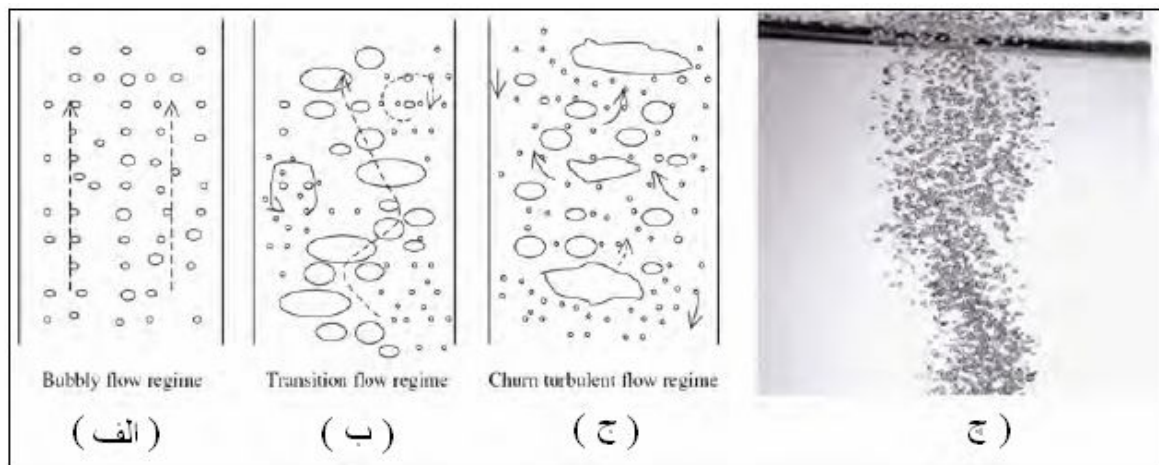 Bubbly flow regime
Transition flow regime
Churn turbulent flow regime
( الف )
( ب )
( ج )
( چ )